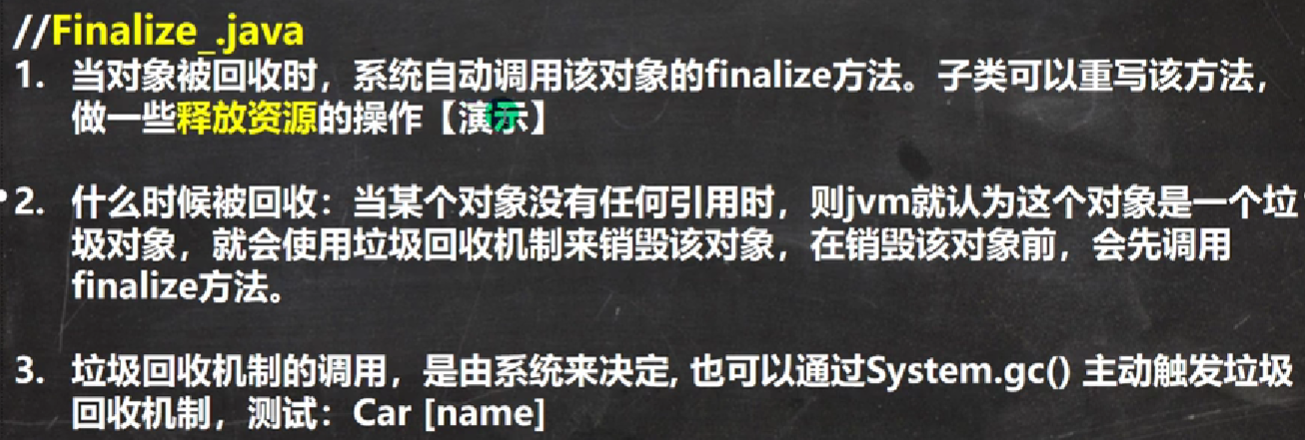 //Finalize_.java
1. 当对象被回收时，系统自动调用该对象的finalize方法。子类可以重写该方法，
做一些释放资源的操作【演示】
2. 什么时候被回收：当某个对象没有任何引用时，则jvm就认为这个对象是一个垃
圾对象，就会使用垃圾回收机制来销毁该对象，在销毁该对象前，会先调用
finalize方法。
3. 垃圾回收机制的调用，是由系统来决定, 也可以通过System.gc() 主动触发垃圾
回收机制，测试：Car [name]